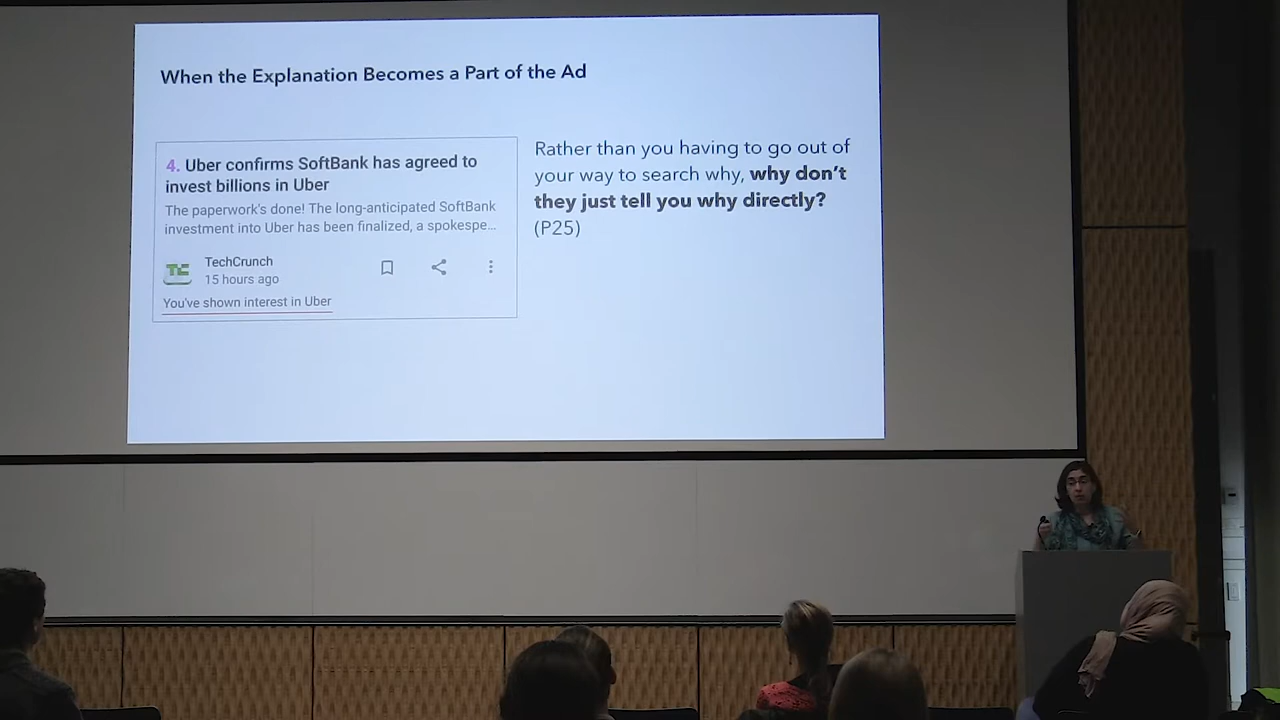 When the Explanation Becomes a Part of the Ad
4. Uber confirms SoftBank has agreed to
invest billions in Uber
The paperwork's done! The long-anticipated SoftBank
investment into Uber has been finalized, a spokespe...
TC
TechCrunch
15 hours ago
You've shown interest in Uber
Rather than you having to go out of
your way to search why, why don't
they just tell you why directly?
(P25)